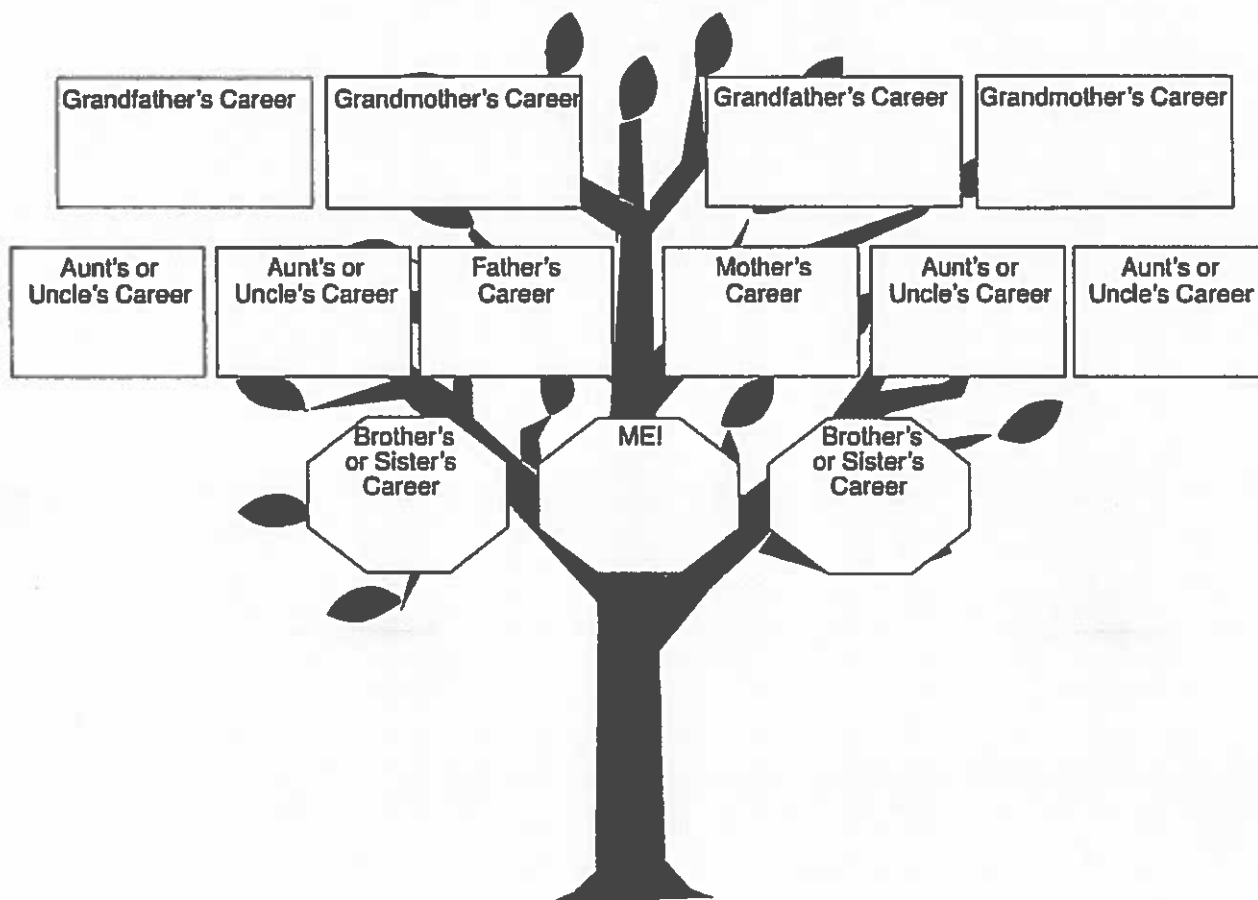 Grandfather's Career
Grandmother's Career
Grandfather's Career
Grandmother's Career
Aunt's or
Uncle's Career
Aunt's or
Uncle's Career
Father's
Career
Mother's
Career
Aunt's or
Uncle's Career
Aunt's or
Uncle's Career
Brother's
or Sister's
Career
ME!
Brother's
or Sister's
Career